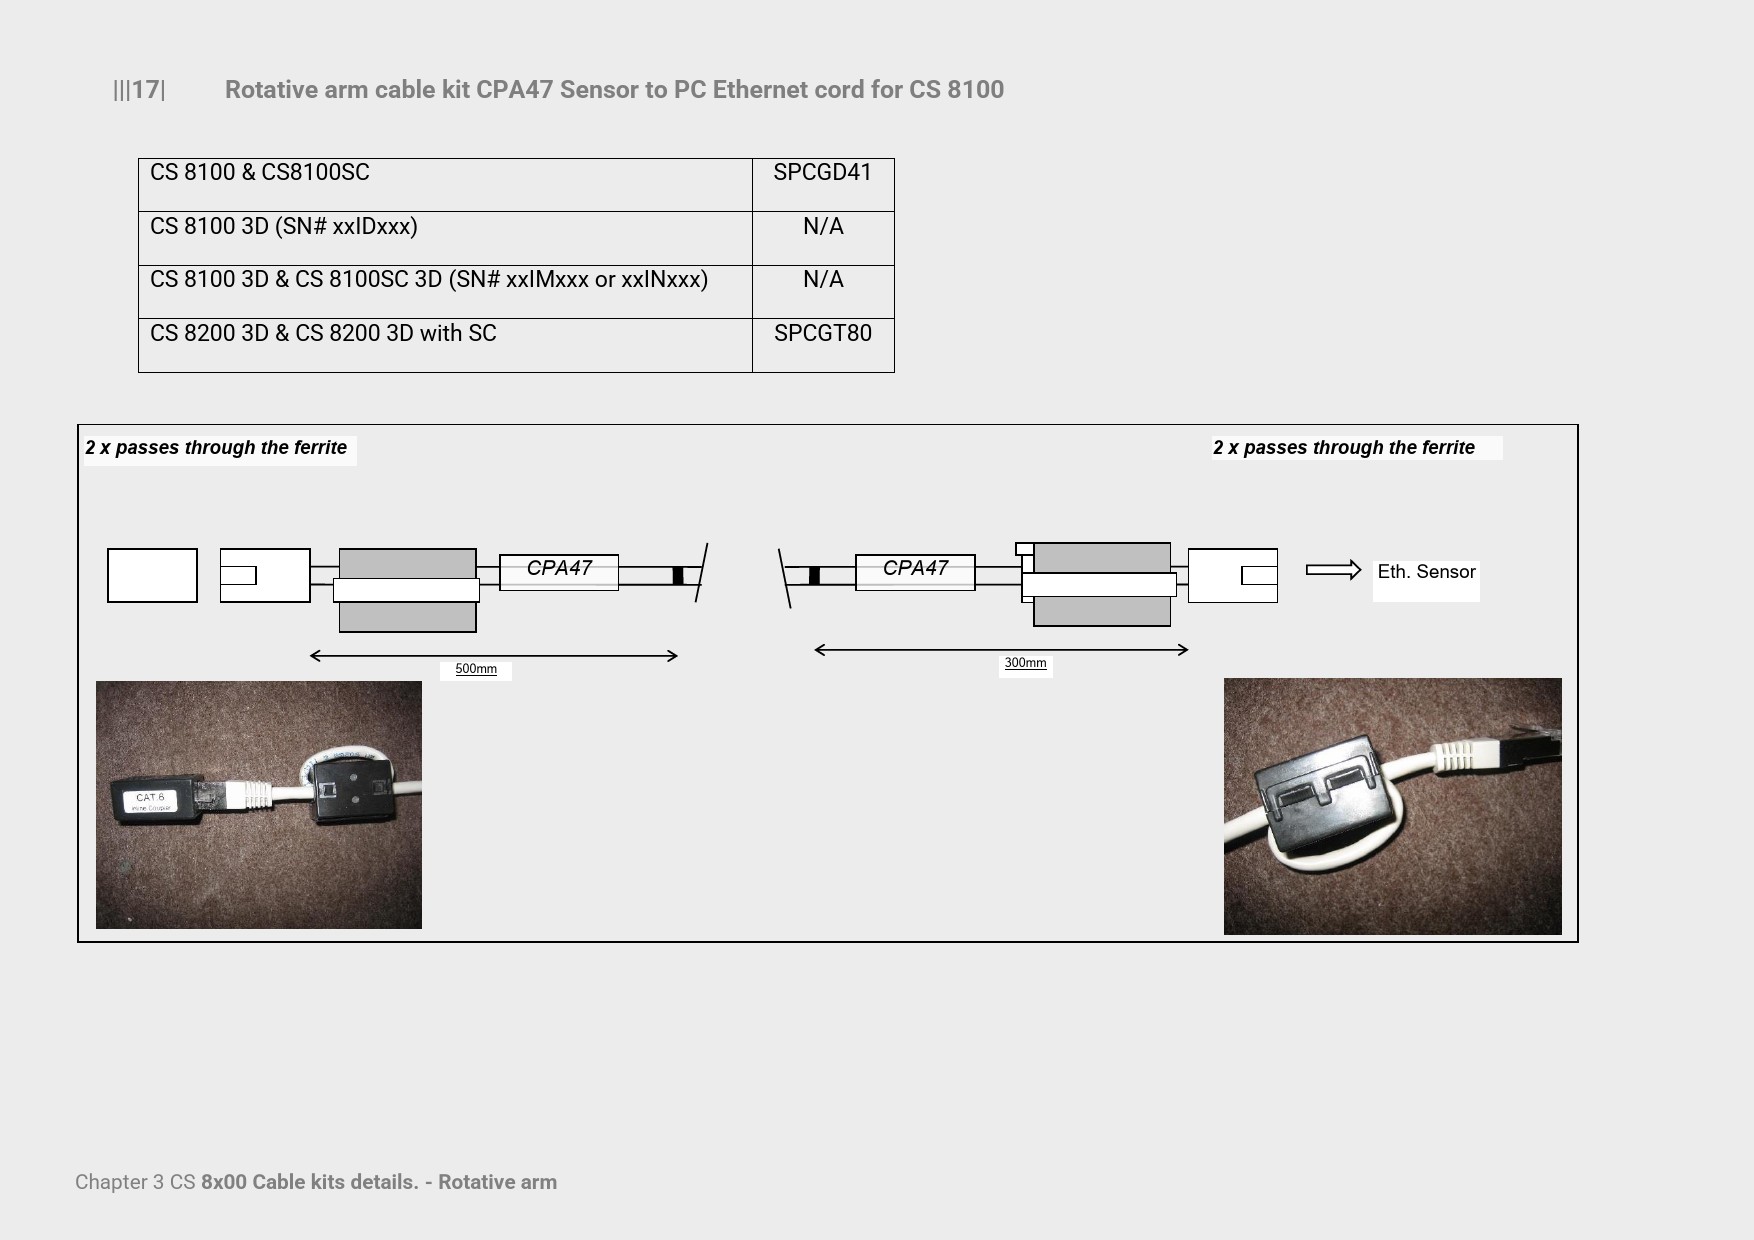 |||17| Rotative arm cable kit CPA47 Sensor to PC Ethernet cord for CS 8100
CS 8100 & CS8100SC SPCGD41
CS 8100 3D (SN# xxIDxxx) N/A
CS 8100 3D & CS 8100SC 3D (SN# xxIMxxx or xxINxxx) N/A
CS 8200 3D & CS 8200 3D with SC SPCGT80
2 x passes through the ferrite 2 x passes through the ferrite
CPA47 CPA47 Eth. Sensor
500mm 300mm
CAT.6
Inline Coupler
Chapter 3 CS 8x00 Cable kits details. - Rotative arm